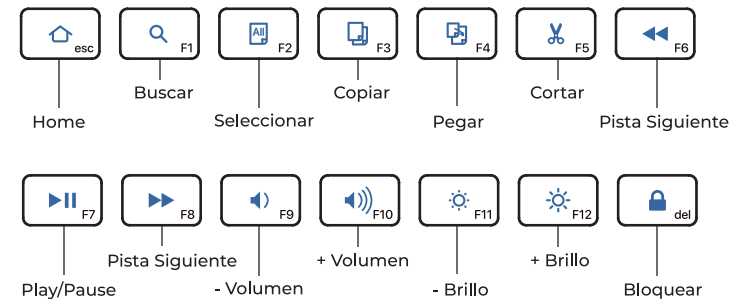 esc
All
F1
F2
F3
F4
F5
F6
Home
Buscar
Seleccionar
Copiar
Pegar
Cortar
Pista Siguiente
F7
F8
F9
F10
F11
F12
del
Play/Pause
Pista Siguiente
- Volumen
+ Volumen
- Brillo
+ Brillo
Bloquear